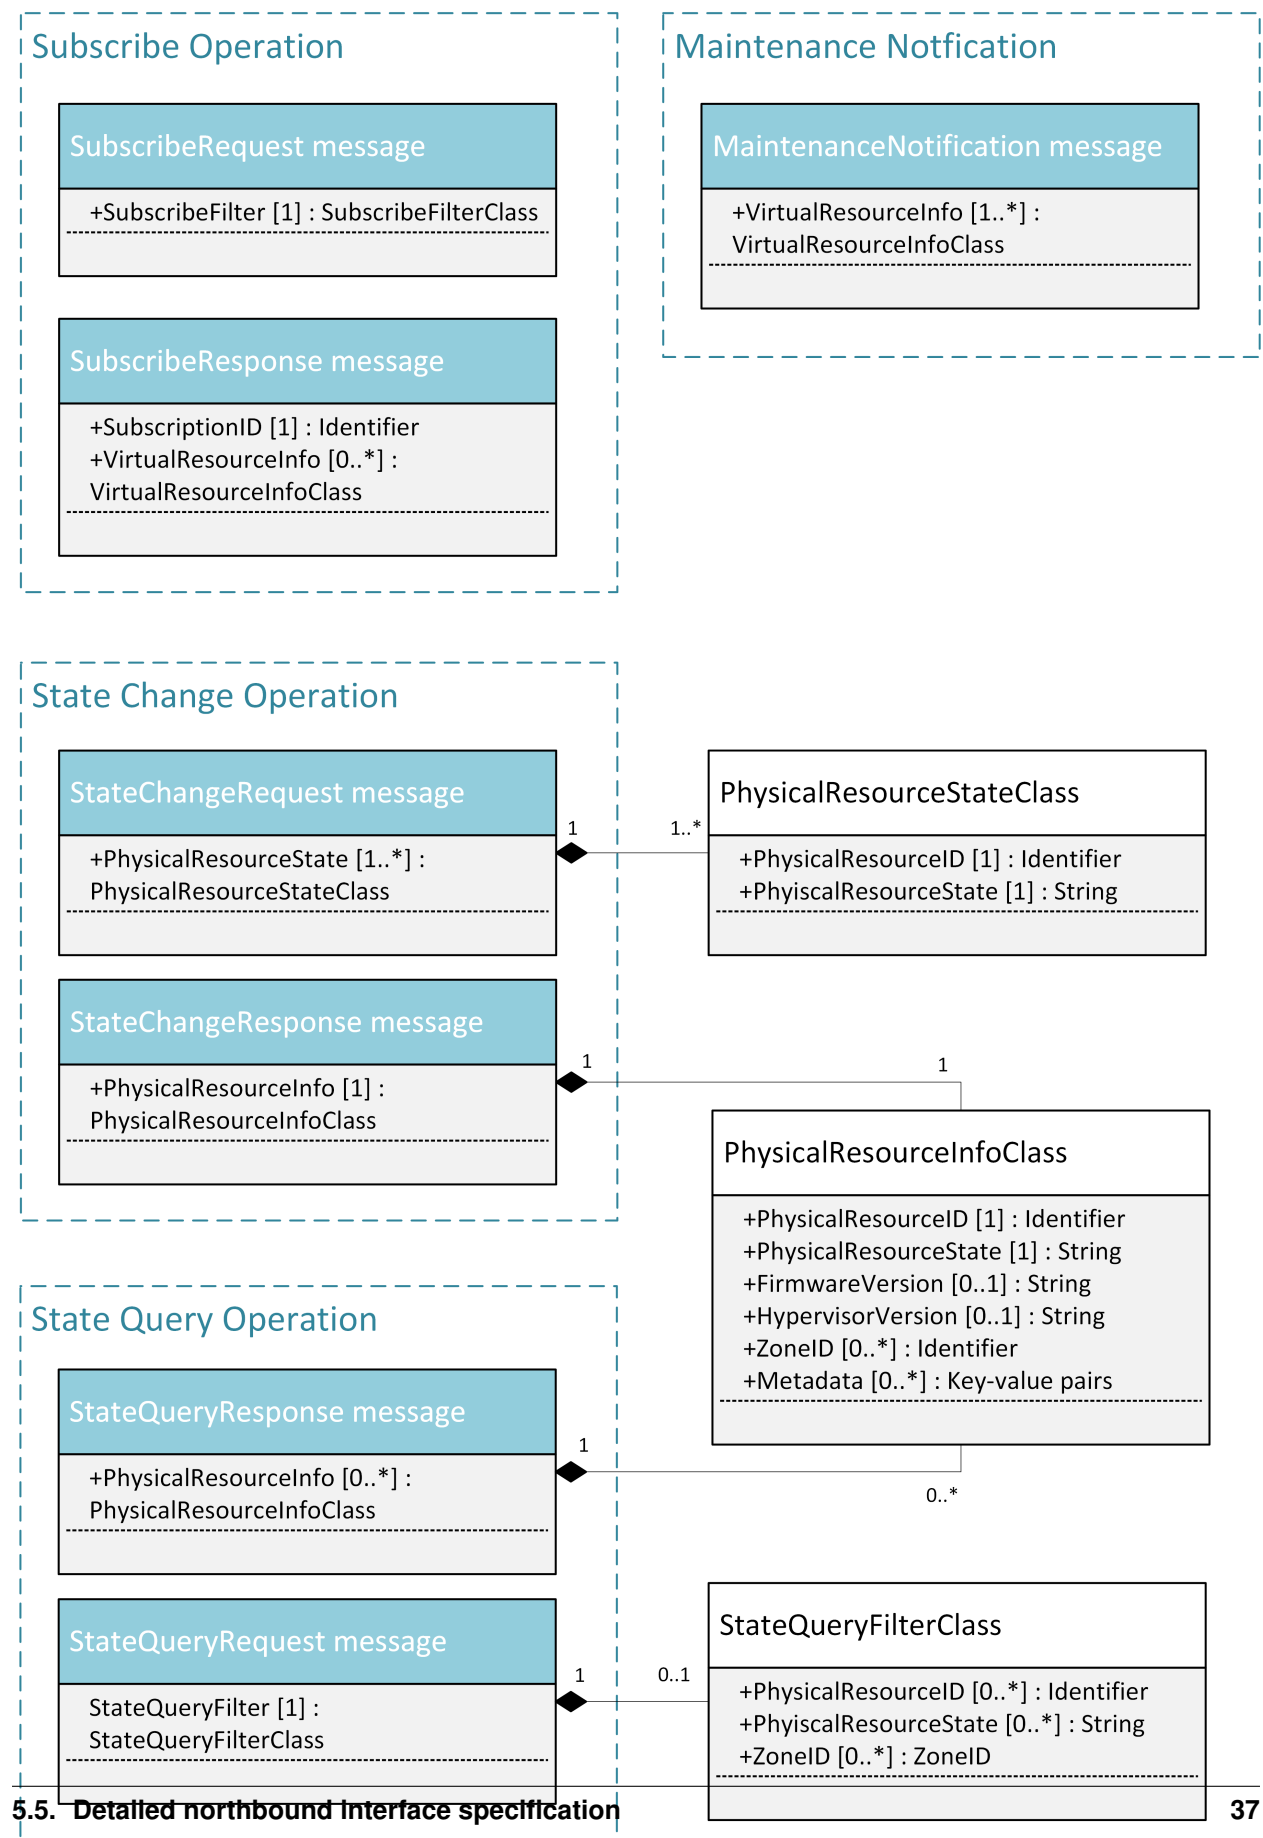 Subscribe Operation
SubscribeRequest message
+SubscribeFilter [1] : SubscribeFilterClass
SubscribeResponse message
+SubscriptionID [1] : Identifier
+VirtualResourceInfo [0..*] :
VirtualResourceInfoClass
Maintenance Notfication
MaintenanceNotification message
+VirtualResourceInfo [1..*] :
VirtualResourceInfoClass
State Change Operation
StateChangeRequest message
+PhysicalResourceState [1..*] :
PhysicalResourceStateClass
1
1..*
PhysicalResourceStateClass
+PhysicalResourceID [1] : Identifier
+PhyiscalResourceState [1] : String
StateChangeResponse message
+PhysicalResourceInfo [1] :
PhysicalResourceInfoClass
1
1
PhysicalResourceInfoClass
+PhysicalResourceID [1] : Identifier
+PhysicalResourceState [1] : String
+FirmwareVersion [0..1] : String
+HypervisorVersion [0..1] : String
+ZoneID [0..*] : Identifier
+Metadata [0..*] : Key-value pairs
State Query Operation
StateQueryResponse message
+PhysicalResourceInfo [0..*] :
PhysicalResourceInfoClass
1
0..*
StateQueryRequest message
StateQueryFilter [1] :
StateQueryFilterClass
1
0..1
StateQueryFilterClass
+PhysicalResourceID [0..*] : Identifier
+PhyiscalResourceState [0..*] : String
+ZoneID [0..*] : ZoneID
5.5. Detailed northbound interface specification 37